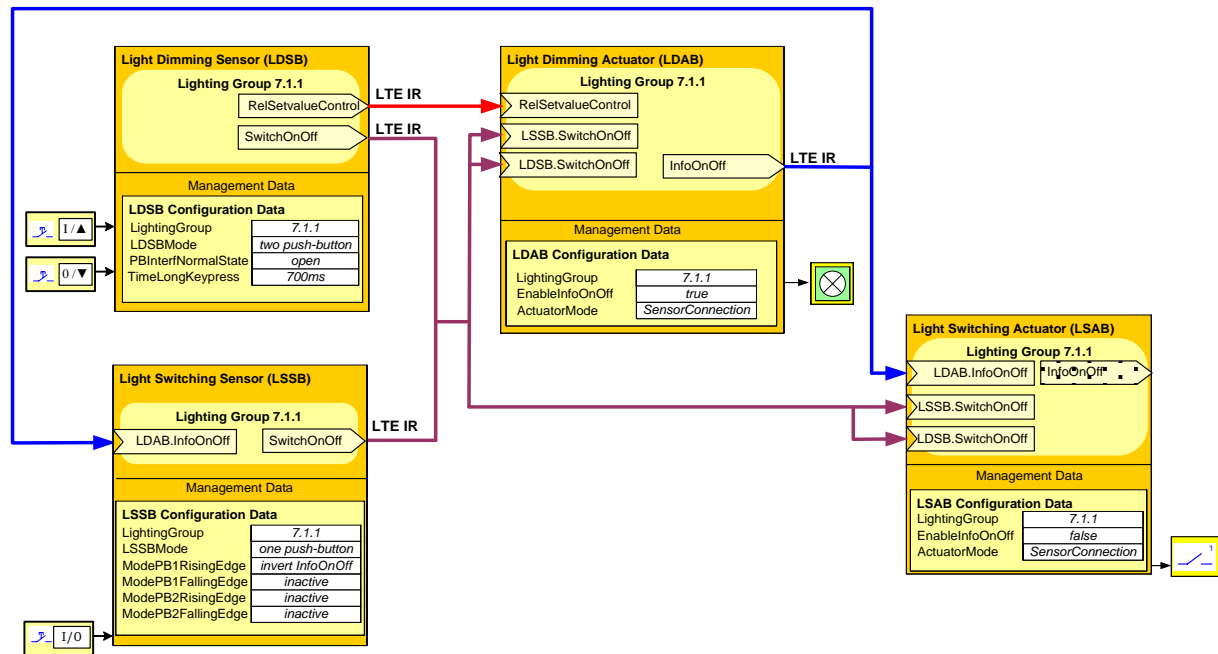 Light Dimming Sensor (LDSB)
Lighting Group 7.1.1
RelSetvalueControl
SwitchOnOff
LTE IR
LTE IR
Management Data
LDSB Configuration Data
LightingGroup 7.1.1
LDSBMode two push-button
PBInterfNormalState open
TimeLongKeypress 700ms
I/▲
0/▼
Light Dimming Actuator (LDAB)
Lighting Group 7.1.1
RelSetvalueControl
LSSB.SwitchOnOff
LDSB.SwitchOnOff
InfoOnOff
LTE IR
Management Data
LDAB Configuration Data
LightingGroup 7.1.1
EnableInfoOnOff true
ActuatorMode SensorConnection
Light Switching Sensor (LSSB)
Lighting Group 7.1.1
LDAB.InfoOnOff
SwitchOnOff
LTE IR
Management Data
LSSB Configuration Data
LightingGroup 7.1.1
LSSBMode one push-button
ModePB1RisingEdge invert InfoOnOff
ModePB1FallingEdge inactive
ModePB2RisingEdge inactive
ModePB2FallingEdge inactive
I/0
Light Switching Actuator (LSAB)
Lighting Group 7.1.1
LDAB.InfoOnOff
InfoOnOff
LSSB.SwitchOnOff
LDSB.SwitchOnOff
Management Data
LSAB Configuration Data
LightingGroup 7.1.1
EnableInfoOnOff false
ActuatorMode SensorConnection
1